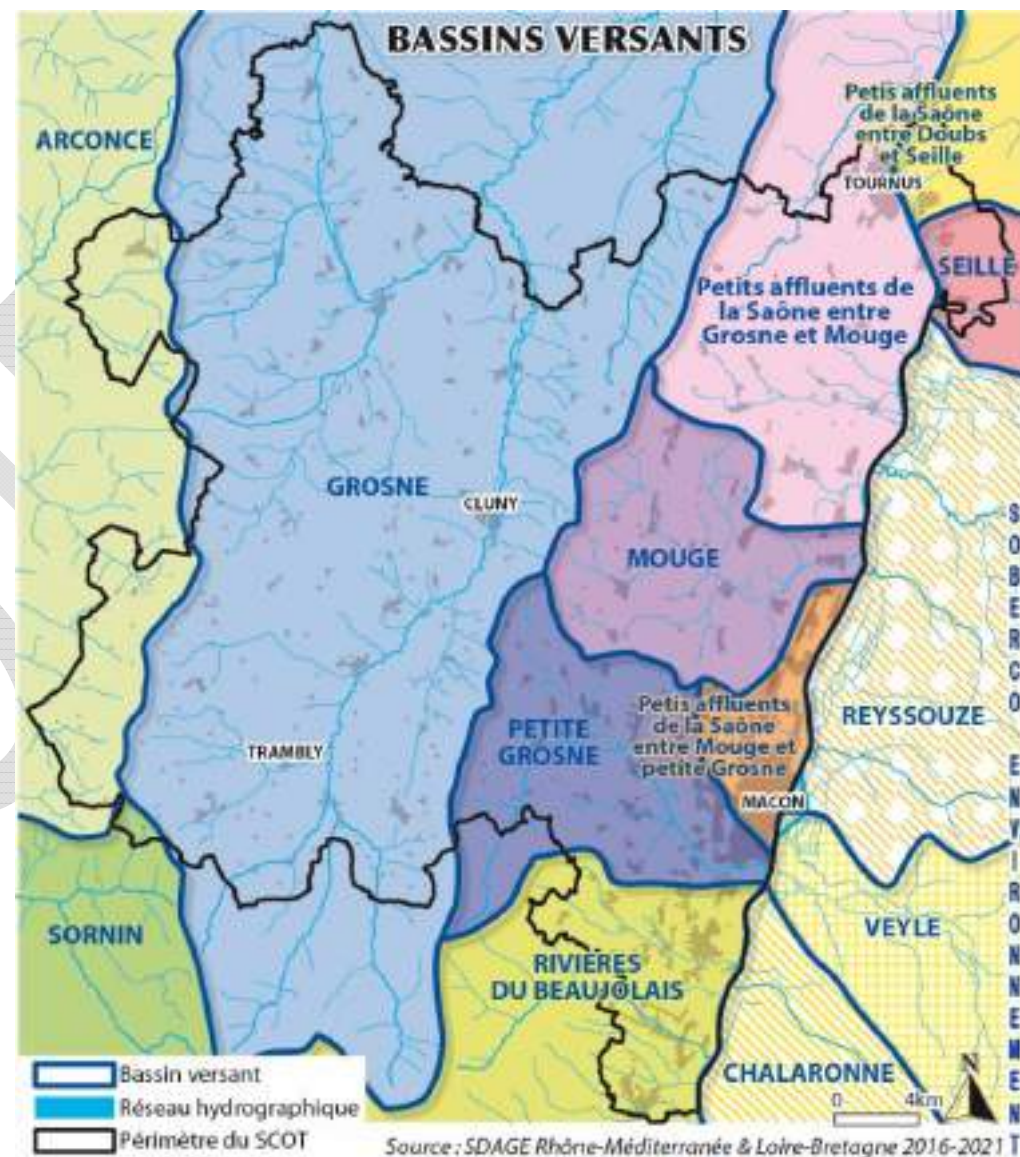 BASSINS VERSANTS
ARCONCE
Petis affluents
de la Saône
entre Doubs
et Seille
TOURNUS
SEILLE
Petits affluents de
la Saône entre
Grosne et Mouge
GROSNE
CLUNY
MOUGE
SOBERCO ENVIRONNEMENT
PETITE
GROSNE
Petis affluents
de la Saône
entre Mouge et
petite Grosne
REYSSOUZE
TRAMBLY
MACON
SORNIN
VEYLE
RIVIÈRES
DU BEAUJOLAIS
CHALARONNE
N
0 4km
Bassin versant
Réseau hydrographique
Périmètre du SCOT
Source : SDAGE Rhône-Méditerranée & Loire-Bretagne 2016-2021